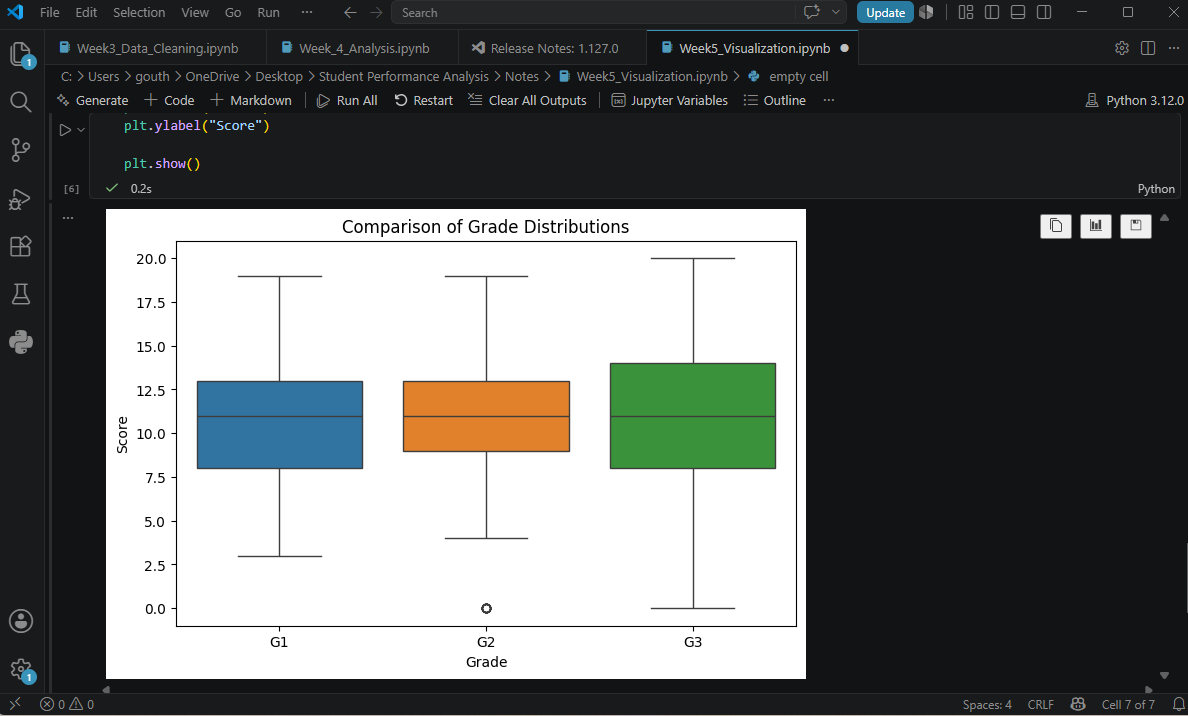 File Edit Selection View Go Run ··· Search Update
Week3_Data_Cleaning.ipynb Week_4_Analysis.ipynb Release Notes: 1.127.0 Week5_Visualization.ipynb
C: > Users > gouth > OneDrive > Desktop > Student Performance Analysis > Notes > Week5_Visualization.ipynb > empty cell
Generate + Code + Markdown Run All Restart Clear All Outputs Jupyter Variables Outline ··· Python 3.12.0
plt.ylabel("Score")
plt.show()
[6] 0.2s Python
Comparison of Grade Distributions
20.0
17.5
15.0
12.5
10.0
7.5
5.0
2.5
0.0
Score
G1 G2 G3
Grade
1
1
0 0 Spaces: 4 CRLF Cell 7 of 7